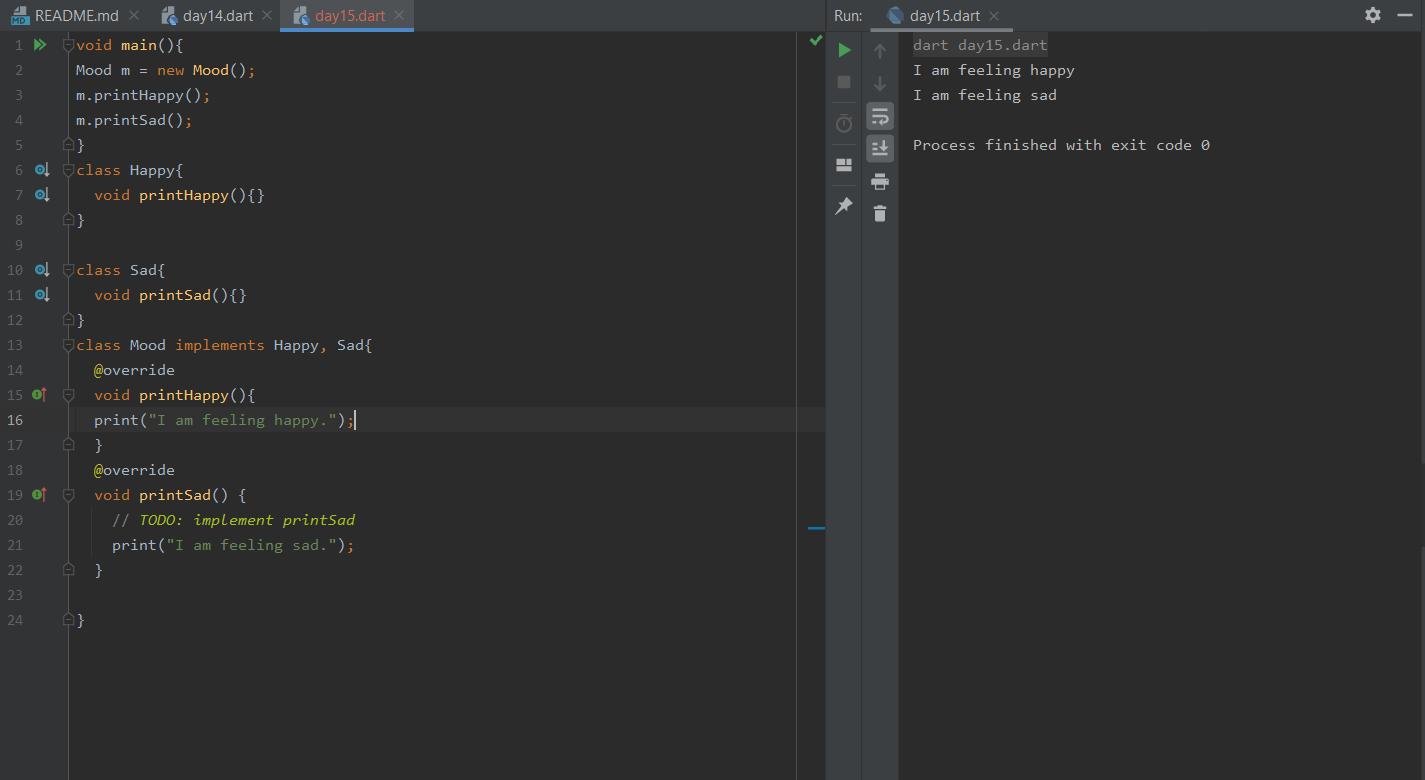 README.md
day14.dart
day15.dart
1 void main(){
2 Mood m = new Mood();
3 m.printHappy();
4 m.printSad();
5 }
6 class Happy{
7 void printHappy(){}
8 }
9
10 class Sad{
11 void printSad(){}
12 }
13 class Mood implements Happy, Sad{
14 @override
15 void printHappy(){
16 print("I am feeling happy.");
17 }
18 @override
19 void printSad() {
20 // TODO: implement printSad
21 print("I am feeling sad.");
22 }
23
24 }
Run: day15.dart
dart day15.dart
I am feeling happy
I am feeling sad
Process finished with exit code 0